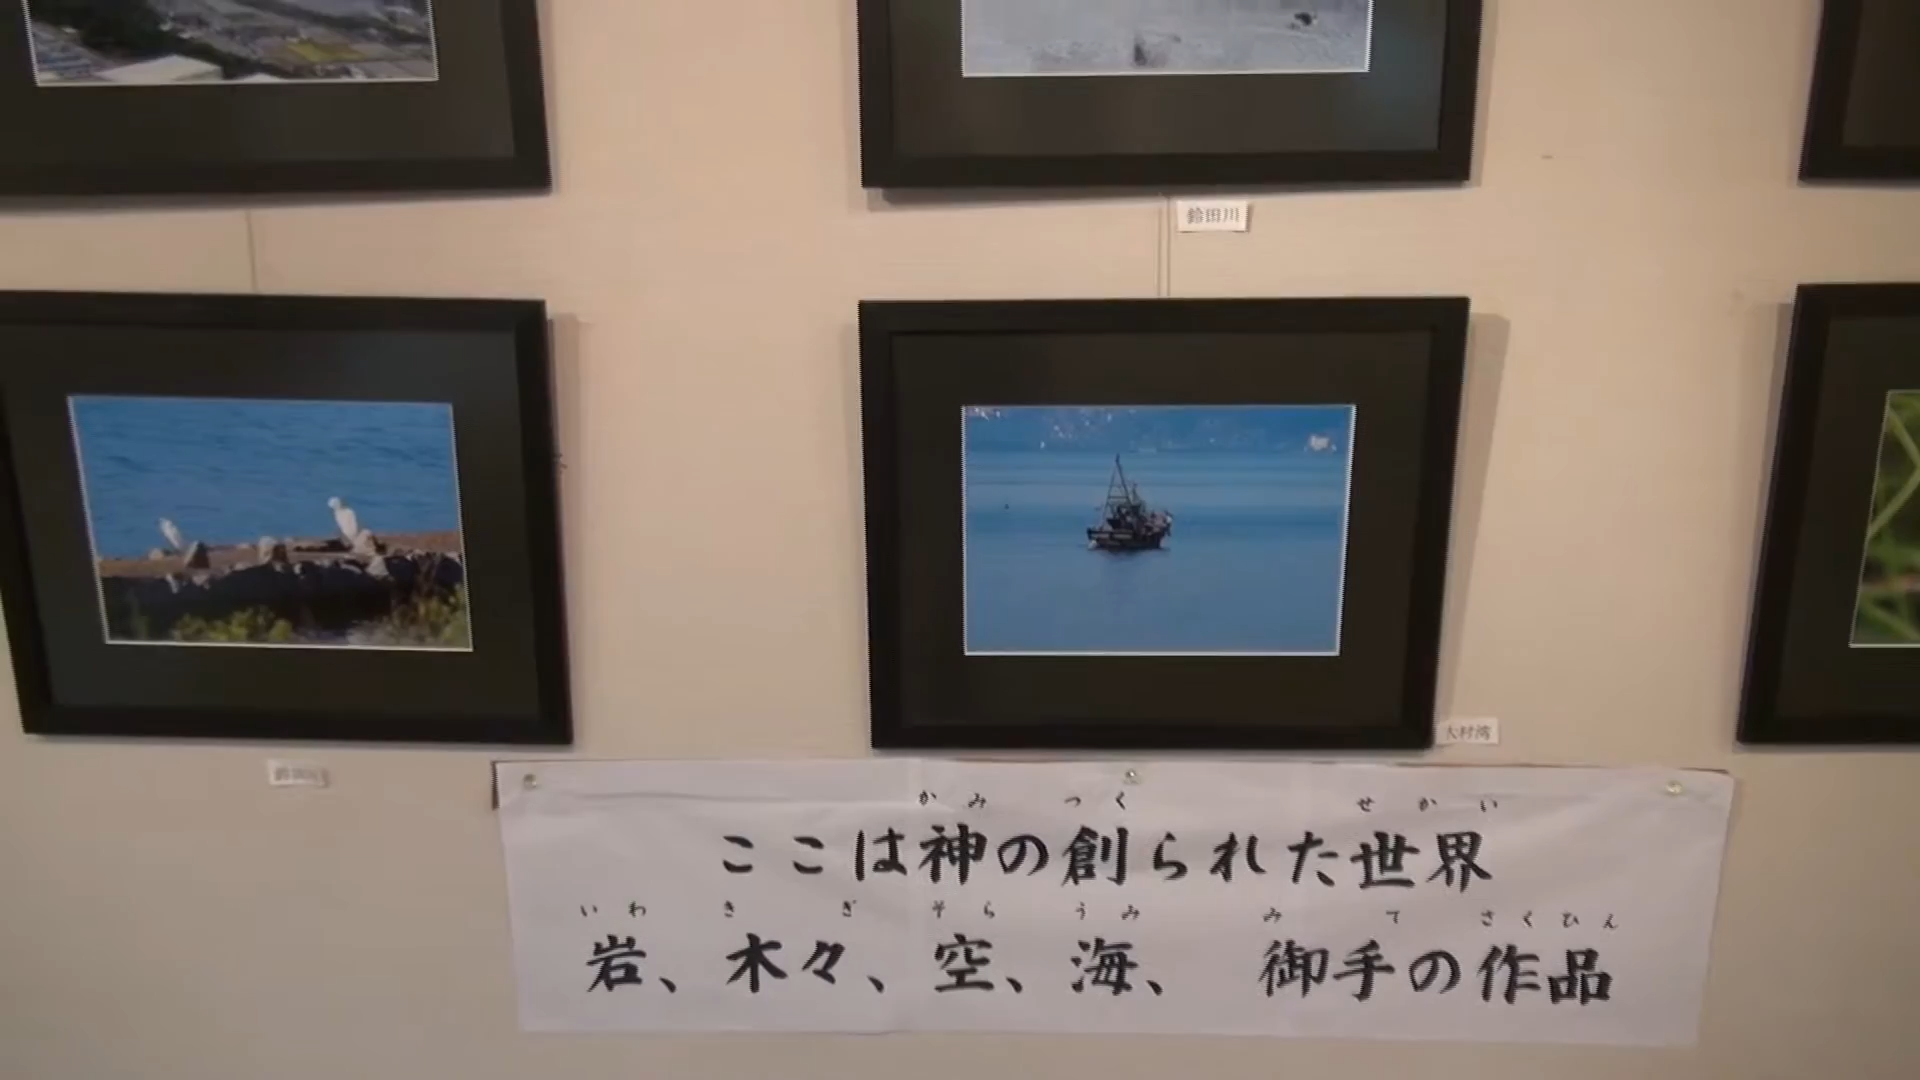 鈴田川
大村湾
かみ つく せかい
ここは神の創られた世界
いわ き ぎ そら うみ み て さくひん
岩、木々、空、海、 御手の作品